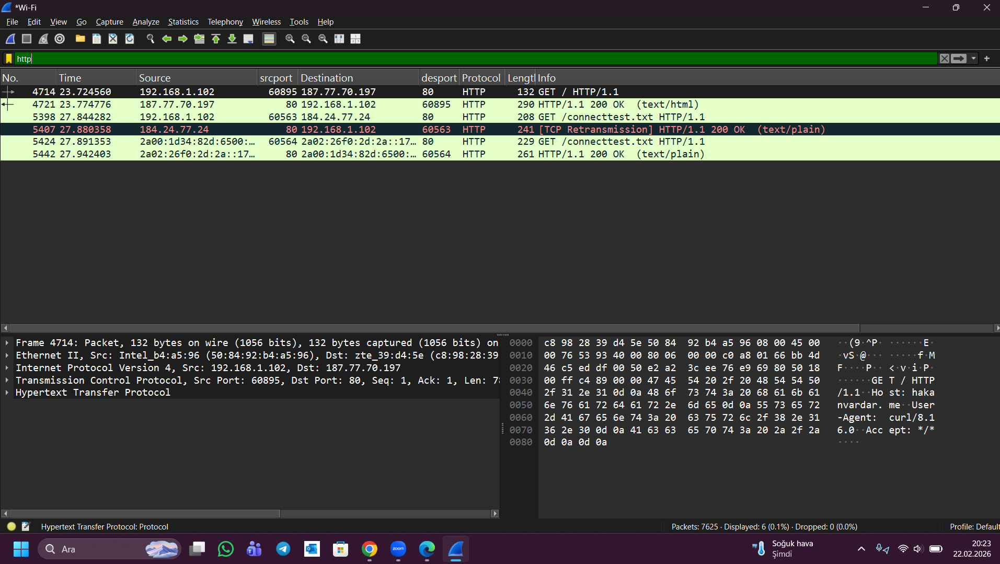 *Wi-Fi
File Edit View Go Capture Analyze Statistics Telephony Wireless Tools Help
http
No. Time Source srcport Destination desport Protocol Lengtl Info
4714 23.724560 192.168.1.102 60895 187.77.70.197 80 HTTP 132 GET / HTTP/1.1
4721 23.774776 187.77.70.197 80 192.168.1.102 60895 HTTP 290 HTTP/1.1 200 OK (text/html)
5398 27.844282 192.168.1.102 60563 184.24.77.24 80 HTTP 208 GET /connecttest.txt HTTP/1.1
5407 27.880358 184.24.77.24 80 192.168.1.102 60563 HTTP 241 [TCP Retransmission] HTTP/1.1 200 OK (text/plain)
5424 27.891353 2a00:1d34:82d:6500:… 60564 2a02:26f0:2d:2a::17… 80 HTTP 229 GET /connecttest.txt HTTP/1.1
5442 27.942403 2a02:26f0:2d:2a::17… 80 2a00:1d34:82d:6500:… 60564 HTTP 261 HTTP/1.1 200 OK (text/plain)
Frame 4714: Packet, 132 bytes on wire (1056 bits), 132 bytes captured (1056 bits) on
Ethernet II, Src: Intel_b4:a5:96 (50:84:92:b4:a5:96), Dst: zte_39:d4:5e (c8:98:28:39
Internet Protocol Version 4, Src: 192.168.1.102, Dst: 187.77.70.197
Transmission Control Protocol, Src Port: 60895, Dst Port: 80, Seq: 1, Ack: 1, Len: 78
Hypertext Transfer Protocol
0000 c8 98 28 39 d4 5e 50 84 92 b4 a5 96 08 00 45 00 ··(9·^P· ······E·
0010 00 76 53 93 40 00 80 06 00 00 c0 a8 01 66 bb 4d ·vS·@··· ·····f·M
0020 46 c5 ed df 00 50 e2 a2 3c ee 76 e9 69 80 50 18 F····P·· <·v·i·P·
0030 00 ff c4 89 00 00 47 45 54 20 2f 20 48 54 54 50 ······GE T / HTTP
0040 2f 31 2e 31 0d 0a 48 6f 73 74 3a 20 68 61 6b 61 /1.1··Ho st: haka
0050 6e 76 61 72 64 61 72 2e 6d 65 0d 0a 55 73 65 72 nvardar. me··User
0060 2d 41 67 65 6e 74 3a 20 63 75 72 6c 2f 38 2e 31 -Agent: curl/8.1
0070 36 2e 30 0d 0a 41 63 63 65 70 74 3a 20 2a 2f 2a 6.0··Acc ept: */*
0080 0d 0a 0d 0a ····
Hypertext Transfer Protocol: Protocol
Packets: 7625 · Displayed: 6 (0.1%) · Dropped: 0 (0.0%)
Profile: Default
Ara
zoom
Soğuk hava
Şimdi
20:23
22.02.2026